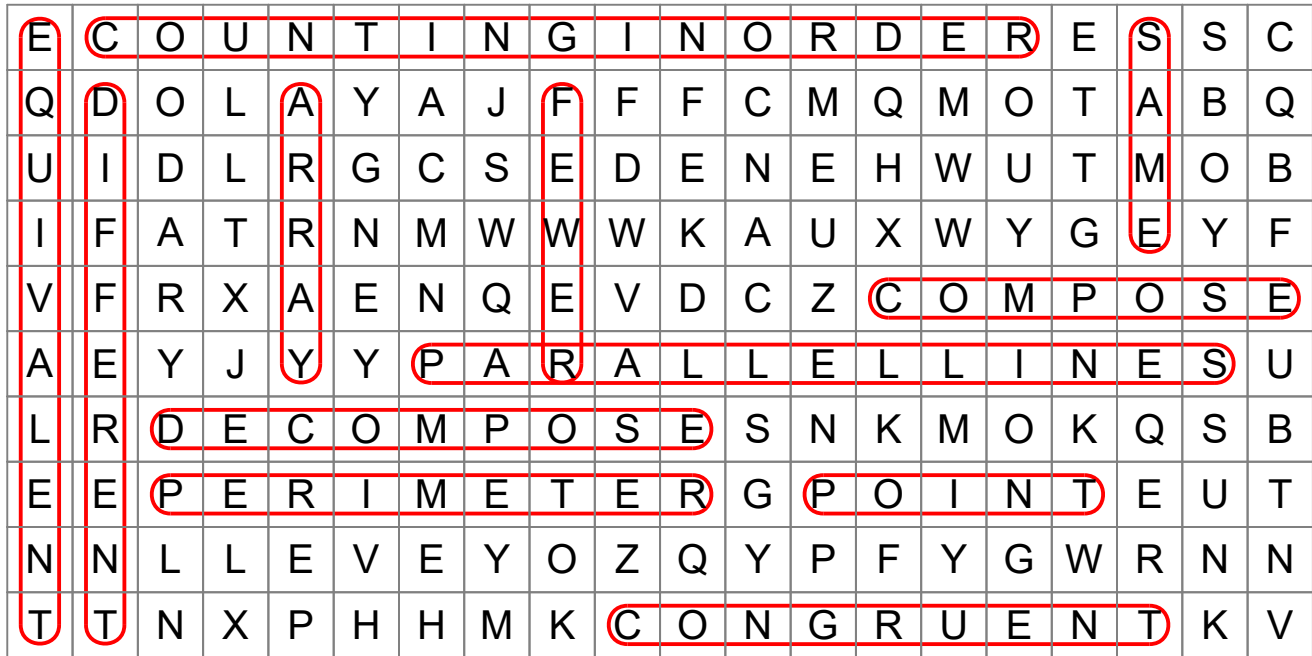 E C O U N T I N G I N O R D E R E S S C
Q D O L A Y A J F F F C M Q M O T A B Q
U I D L R G C S E D E N E H W U T M O B
I F A T R N M W W W K A U X W Y G E Y F
V F R X A E N Q E V D C Z C O M P O S E
A E Y J Y Y P A R A L L E L L I N E S U
L R D E C O M P O S E S N K M O K Q S B
E E P E R I M E T E R G P O I N T E U T
N N L L E V E Y O Z Q Y P F Y G W R N N
T T N X P H H M K C O N G R U E N T K V